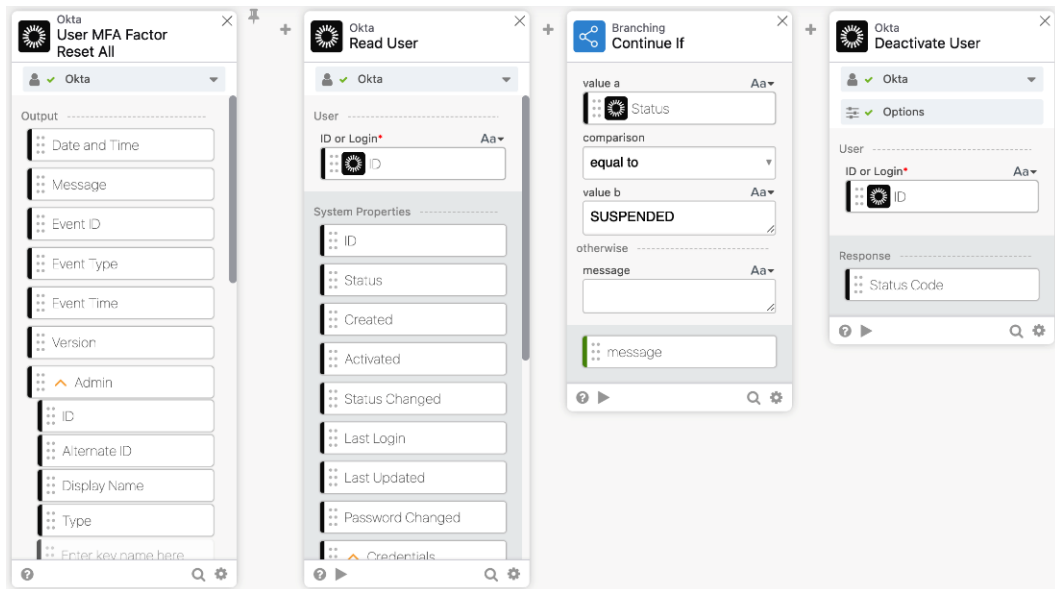 Okta
User MFA Factor
Reset All
Okta
Output
Date and Time
Message
Event ID
Event Type
Event Time
Version
Admin
ID
Alternate ID
Display Name
Type
Enter key name here
Okta
Read User
Okta
User
ID or Login*
Aa
ID
System Properties
ID
Status
Created
Activated
Status Changed
Last Login
Last Updated
Password Changed
Credentials
Branching
Continue If
value a
Aa
Status
comparison
equal to
value b
Aa
SUSPENDED
otherwise
message
Aa
message
Okta
Deactivate User
Okta
Options
User
ID or Login*
Aa
ID
Response
Status Code